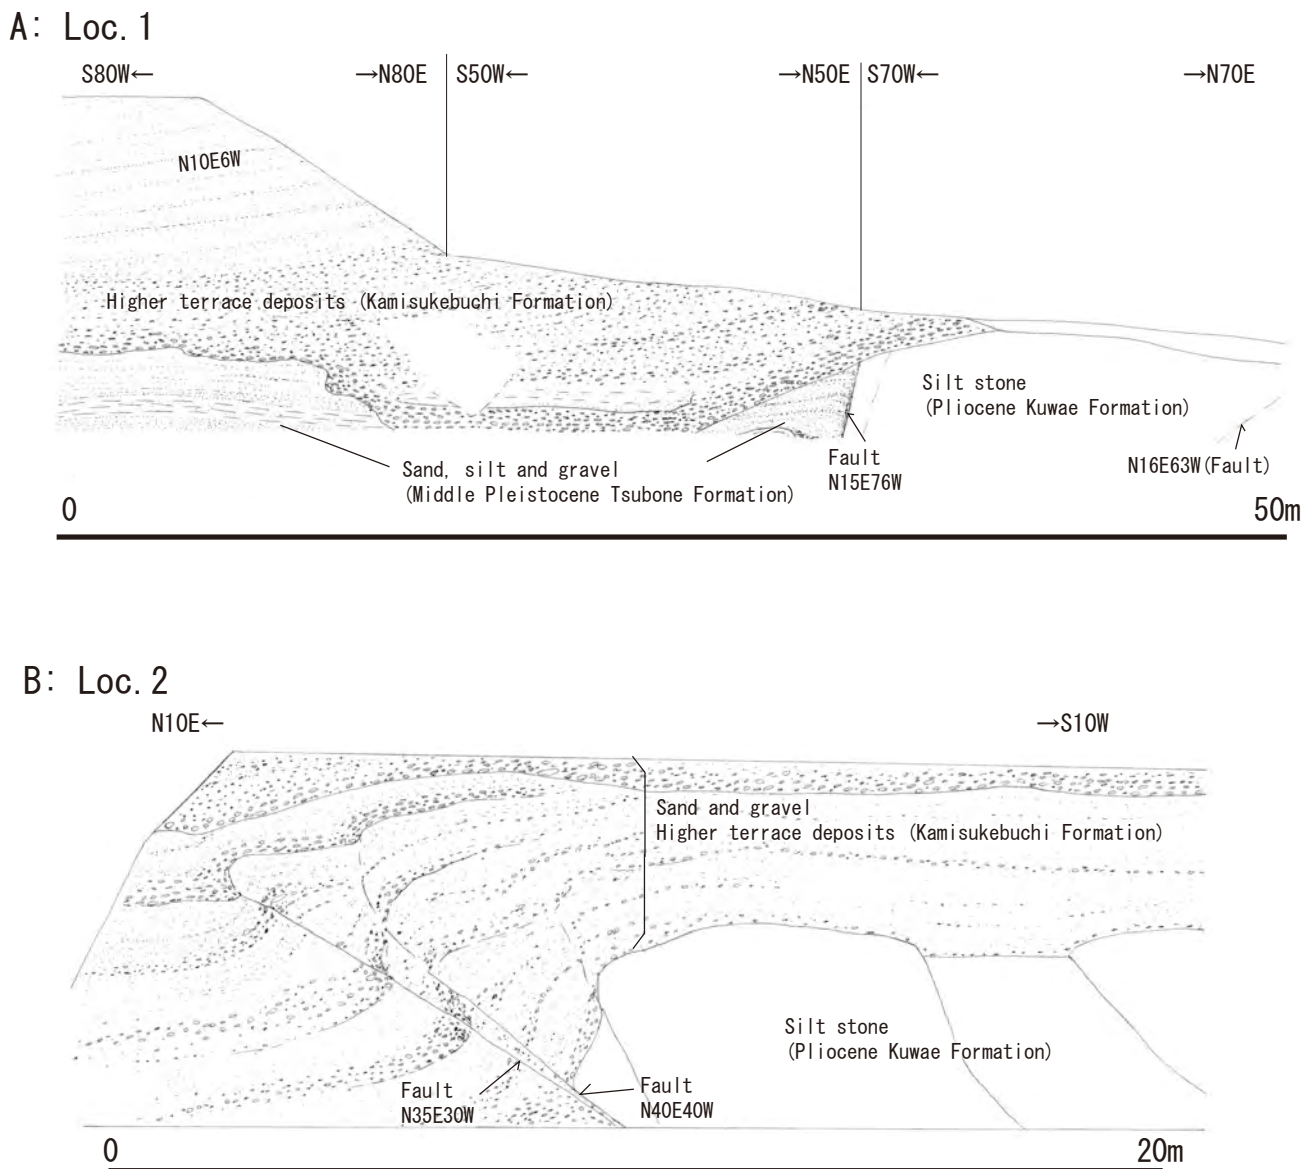 A: Loc.1
S80W← →N80E S50W← →N50E S70W← →N70E
N10E6W
Higher terrace deposits (Kamisukebuchi Formation)
Silt stone
(Pliocene Kuwae Formation)
Fault
N15E76W
N16E63W(Fault)
Sand, silt and gravel
(Middle Pleistocene Tsubone Formation)
0 50m
B: Loc.2
N10E← →S10W
Sand and gravel
Higher terrace deposits (Kamisukebuchi Formation)
Silt stone
(Pliocene Kuwae Formation)
Fault
N35E30W
Fault
N40E40W
0 20m